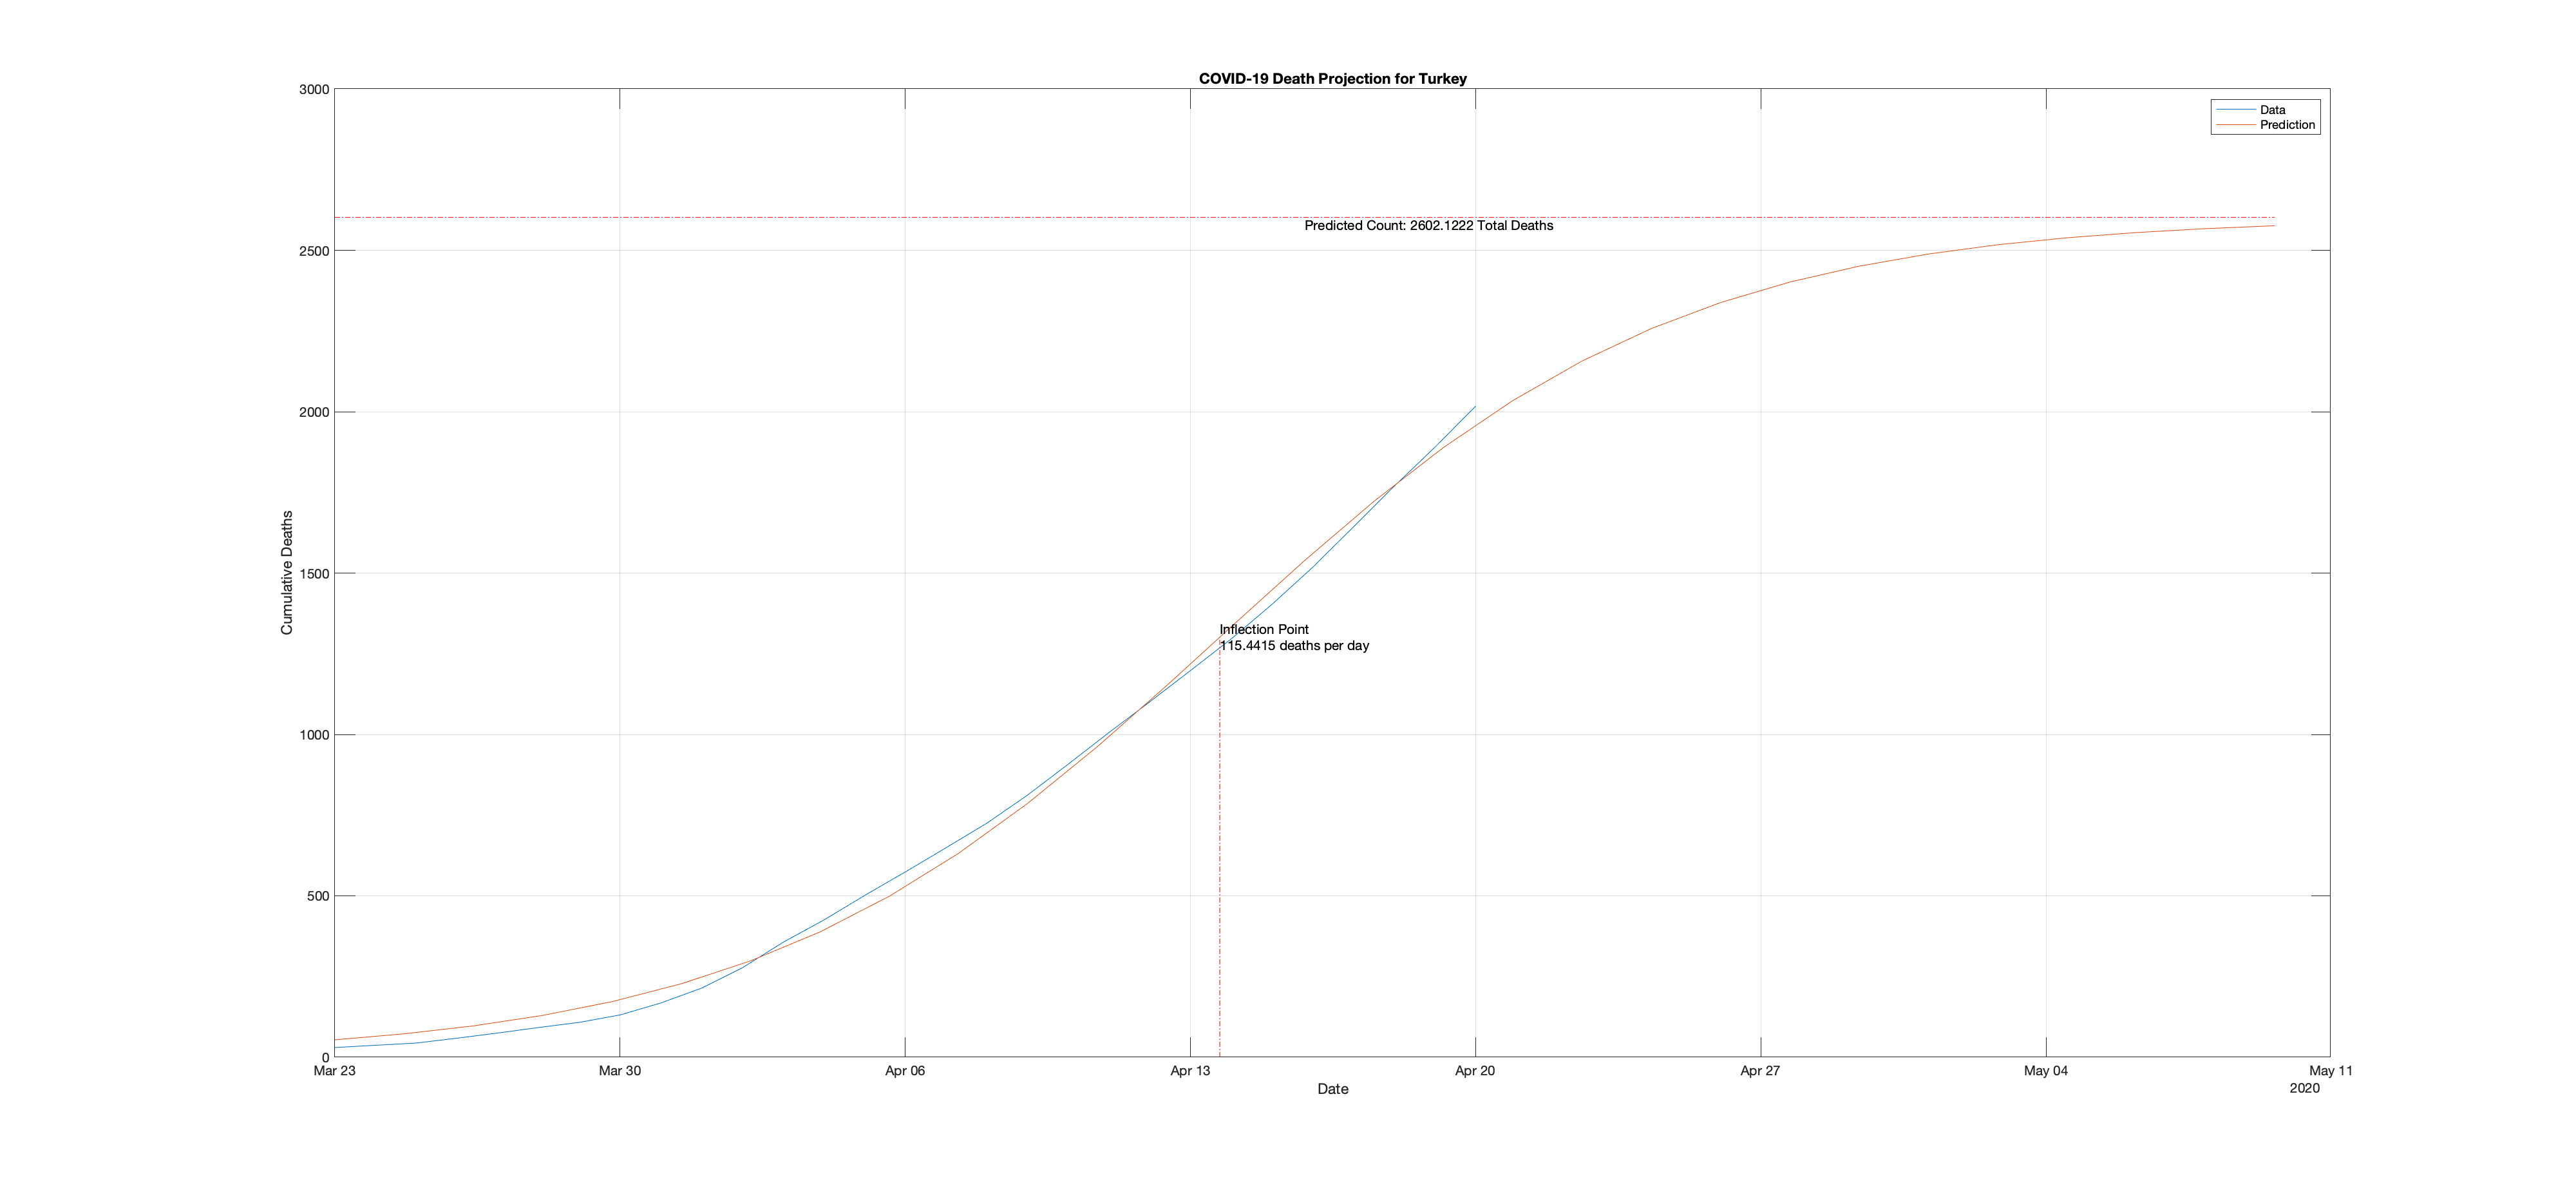 COVID-19 Death Projection for Turkey
3000
2500
2000
1500
1000
500
0
Cumulative Deaths
Data
Prediction
Predicted Count: 2602.1222 Total Deaths
Inflection Point
115.4415 deaths per day
Mar 23
Mar 30
Apr 06
Apr 13
Apr 20
Apr 27
May 04
May 11
Date
2020